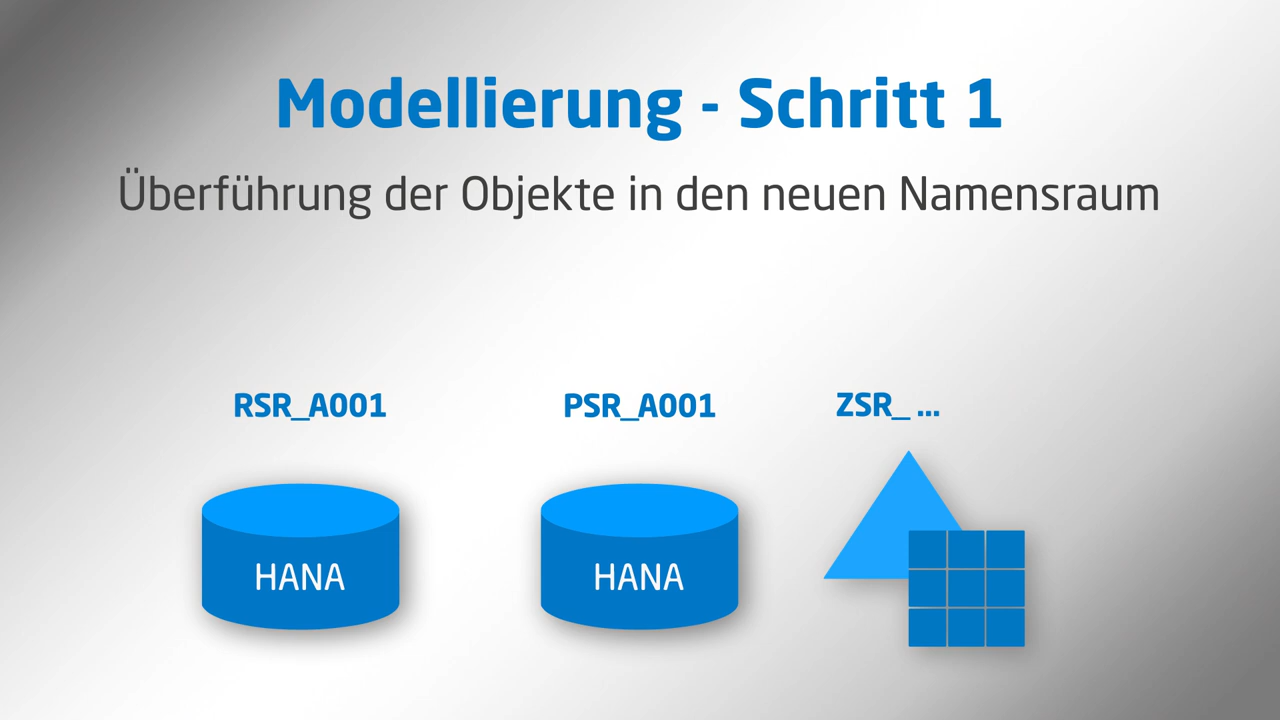 Modellierung - Schritt 1
Überführung der Objekte in den neuen Namensraum
RSR_A001
PSR_A001
ZSR_ ...
HANA
HANA